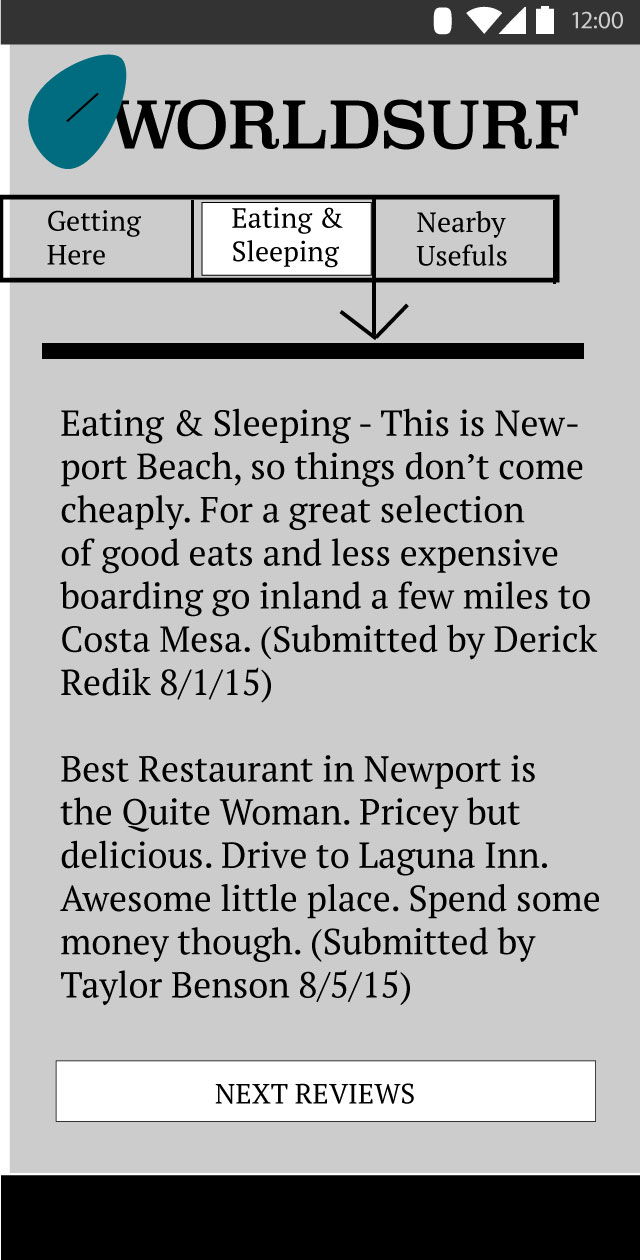 12:00
WORLDSURF
Getting
Here
Eating &
Sleeping
Nearby
Usefuls
Eating & Sleeping - This is New-
port Beach, so things don’t come
cheaply. For a great selection
of good eats and less expensive
boarding go inland a few miles to
Costa Mesa. (Submitted by Derick
Redik 8/1/15)
Best Restaurant in Newport is
the Quite Woman. Pricey but
delicious. Drive to Laguna Inn.
Awesome little place. Spend some
money though. (Submitted by
Taylor Benson 8/5/15)
NEXT REVIEWS